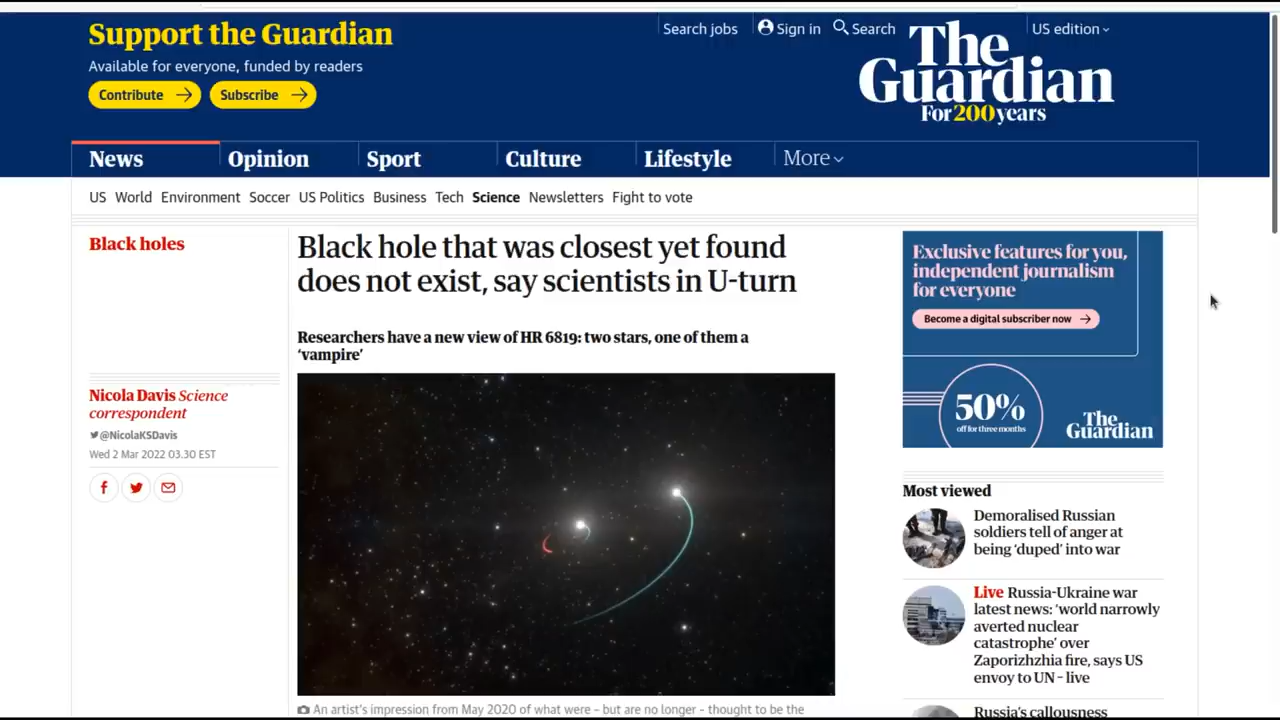 Support the Guardian
Available for everyone, funded by readers
Contribute
Subscribe
Search jobs
Sign in
Search
US edition
The
Guardian
For 200 years
News
Opinion
Sport
Culture
Lifestyle
More
US World Environment Soccer US Politics Business Tech Science Newsletters Fight to vote
Black holes
Black hole that was closest yet found
does not exist, say scientists in U-turn
Researchers have a new view of HR 6819: two stars, one of them a
‘vampire’
Nicola Davis Science
correspondent
@NicolaKSDavis
Wed 2 Mar 2022 03.30 EST
An artist’s impression from May 2020 of what were – but are no longer – thought to be the
Exclusive features for you,
independent journalism
for everyone
Become a digital subscriber now
50%
off for three months
The
Guardian
Most viewed
Demoralised Russian
soldiers tell of anger at
being ‘duped’ into war
Live Russia-Ukraine war
latest news: ‘world narrowly
averted nuclear
catastrophe’ over
Zaporizhzhia fire, says US
envoy to UN – live
Russia’s callousness